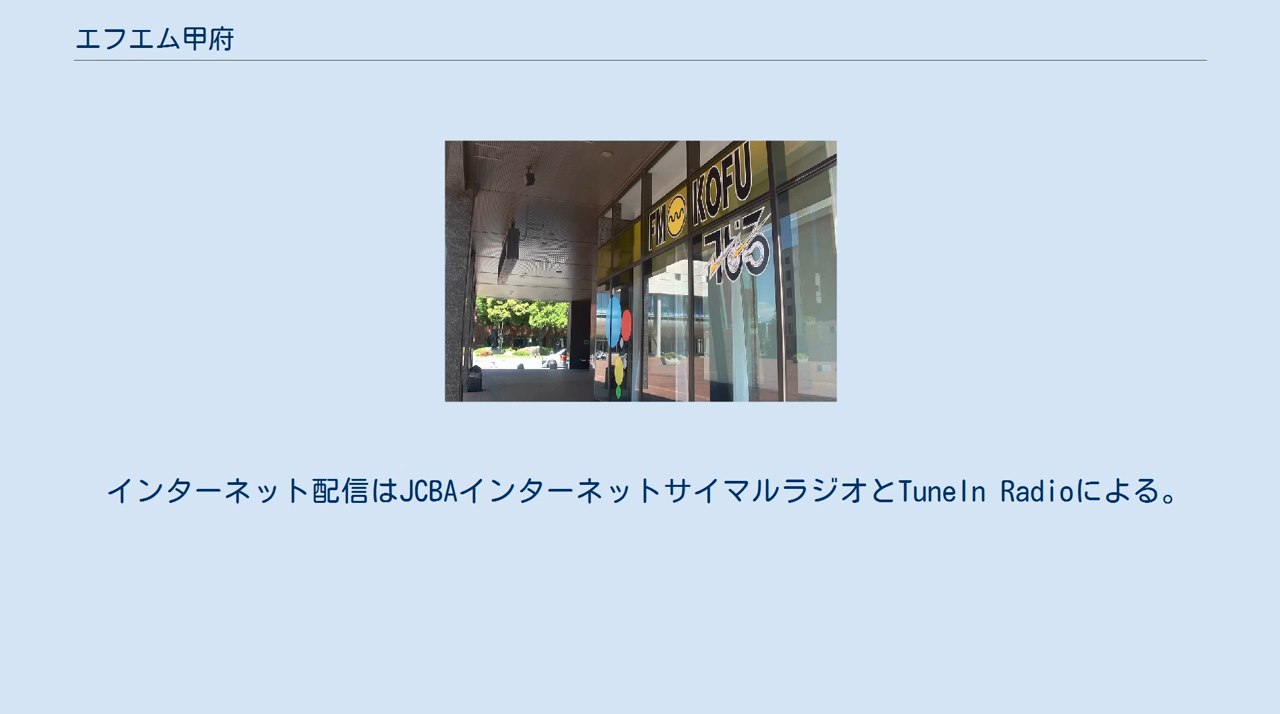 エフエム甲府
FM KOFU
インターネット配信はJCBAインターネットサイマルラジオとTuneIn Radioによる。